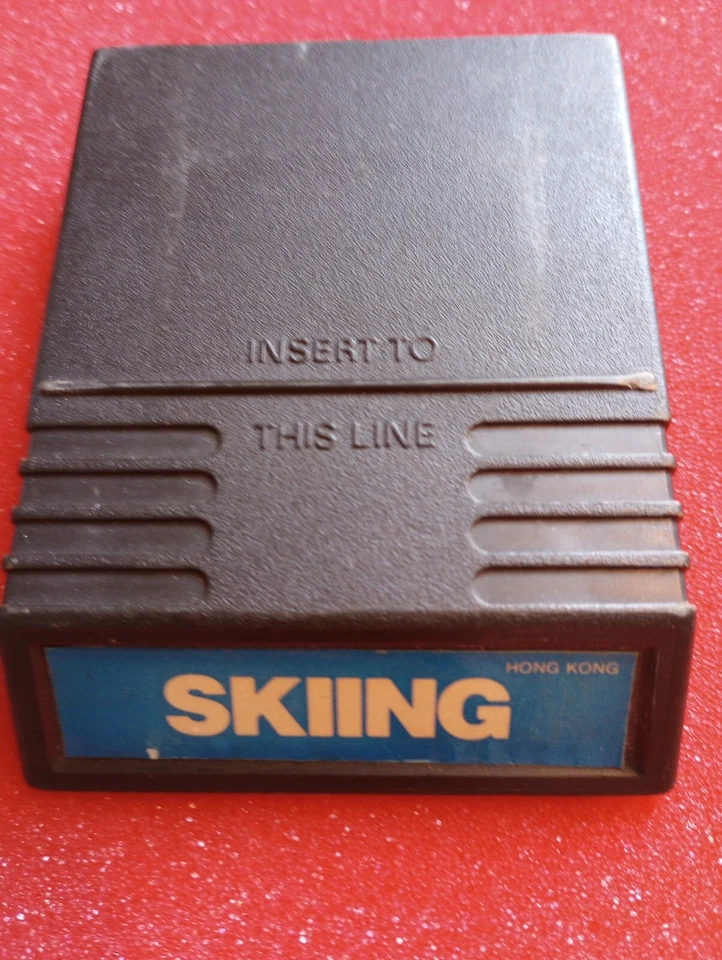 INSERT TO
THIS LINE
HONG KONG
SKIING